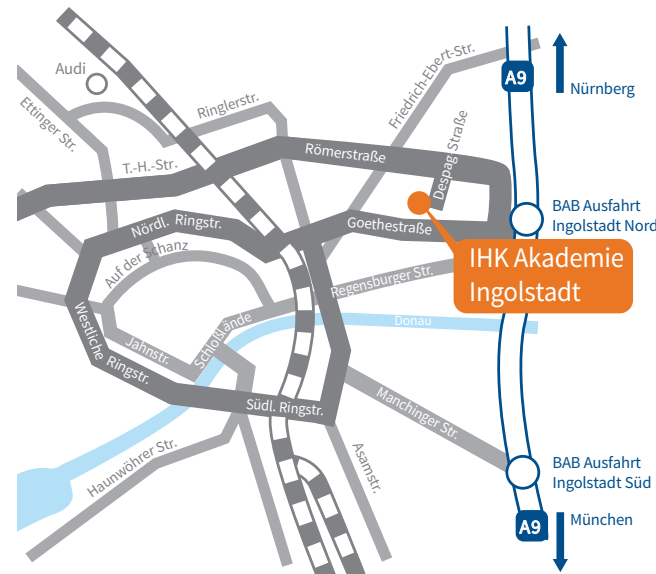 Audi
Ettinger Str.
Ringlerstr.
Friedrich-Ebert-Str.
A9
Nürnberg
T.-H.-Str.
Römerstraße
Despag Straße
Nördl. Ringstr.
Goethestraße
BAB Ausfahrt
Ingolstadt Nord
Auf der Schanz
IHK Akademie
Ingolstadt
Regensburger Str.
Westliche Ringstr.
Jahnstr.
Schloßlände
Donau
Südl. Ringstr.
Manchinger Str.
Haunwöhrer Str.
Asamstr.
BAB Ausfahrt
Ingolstadt Süd
A9
München